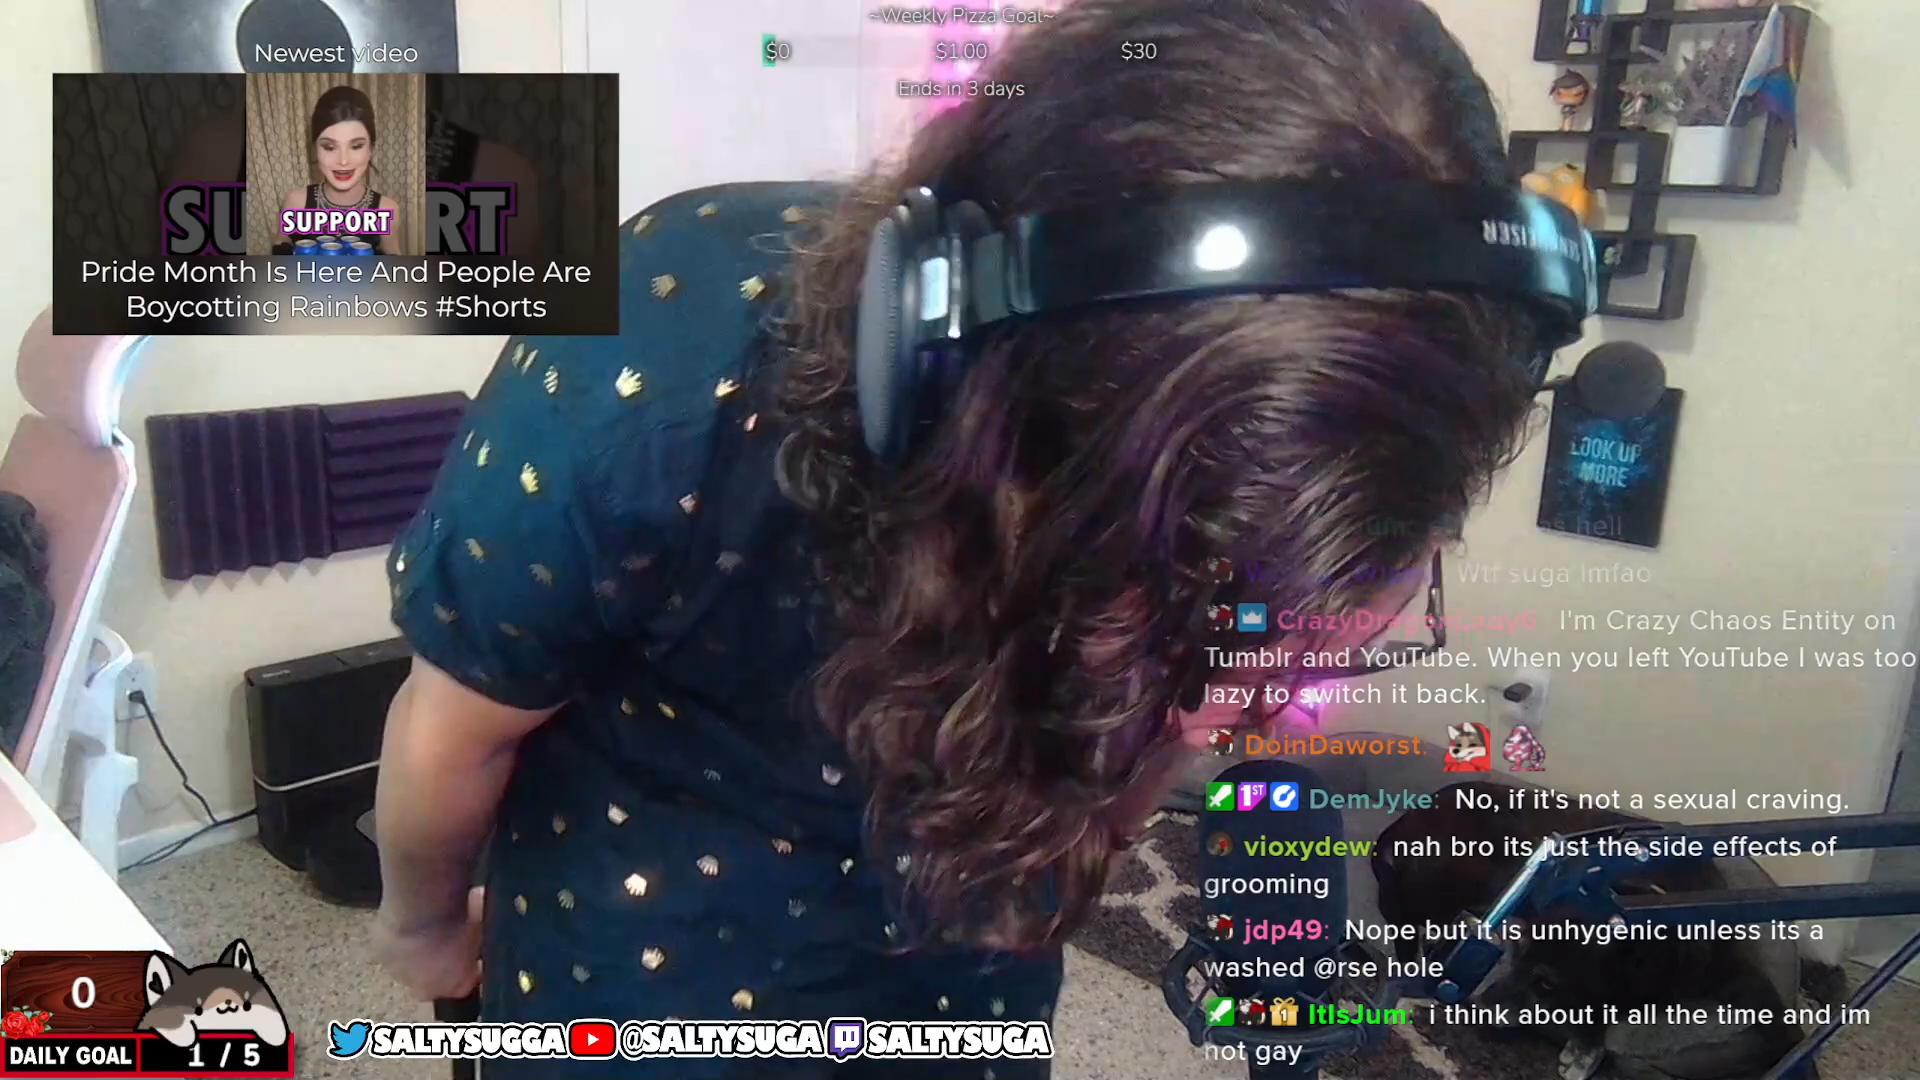 ~Weekly Pizza Goal~
$0 $1.00 $30
Ends in 3 days
Newest video
SUPPORT
SUPPORT
Pride Month Is Here And People Are
Boycotting Rainbows #Shorts
SENNHEISER
LOOK UP
MORE
hell
Wtf suga lmfao
I'm Crazy Chaos Entity on
Tumblr and YouTube. When you left YouTube I was too
lazy to switch it back.
DoinDaworst:
1ST DemJyke: No, if it's not a sexual craving.
vioxydew: nah bro its just the side effects of
grooming
jdp49: Nope but it is unhygenic unless its a
washed @rse hole
1 ItIsJum: i think about it all the time and im
not gay
0
DAILY GOAL 1 / 5
SALTYSUGGA @SALTYSUGA SALTYSUGA